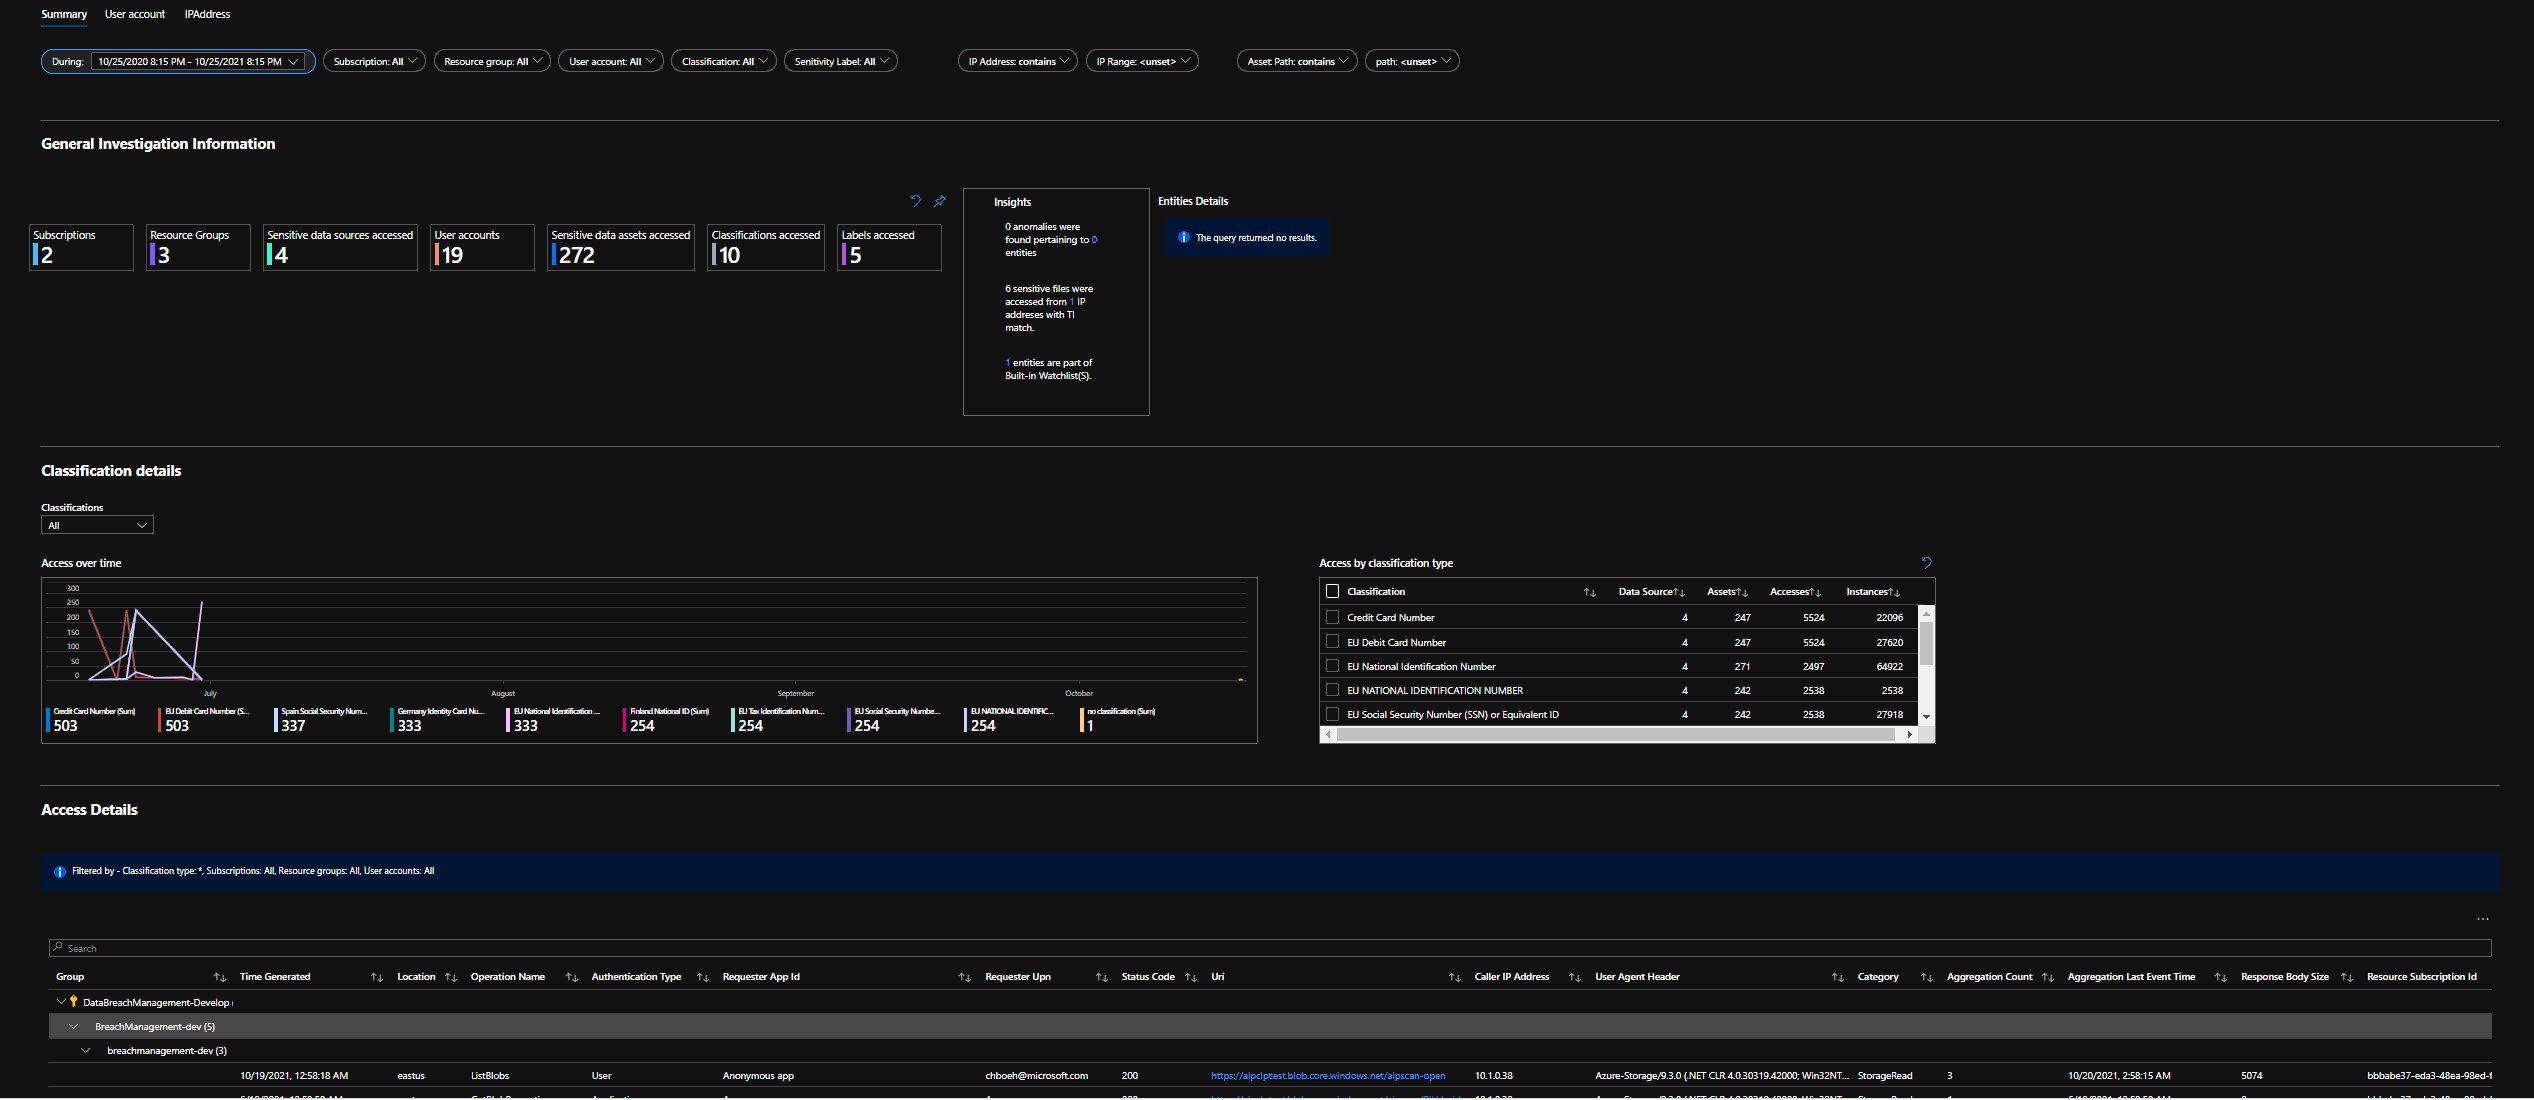 Summary User account IPAddress
During: 10/25/2020 8:15 PM - 10/25/2021 8:15 PM Subscription: All Resource group: All User account: All Classification: All Senitivity Label: All IP Address: contains IP Range: <unset> Asset Path: contains path: <unset>
General Investigation Information
Subscriptions
2
Resource Groups
3
Sensitive data sources accessed
4
User accounts
19
Sensitive data assets accessed
272
Classifications accessed
10
Labels accessed
5
Insights
0 anomalies were
found pertaining to 0
entities
6 sensitive files were
accessed from 1 IP
addreses with TI
match.
1 entities are part of
Built-in Watchlist(S).
Entities Details
The query returned no results.
Classification details
Classifications
All
Access over time
300
250
200
150
100
50
0
July August September October
Credit Card Number (Sum)
503
EU Debit Card Number (S...
503
Spain Social Security Num...
337
Germany Identity Card Nu...
333
EU National Identification ...
333
Finland National ID (Sum)
254
EU Tax Identification Num...
254
EU Social Security Numbe...
254
EU NATIONAL IDENTIFIC...
254
no classification (Sum)
1
Access by classification type
Classification Data Source Assets Accesses Instances
Credit Card Number 4 247 5524 22096
EU Debit Card Number 4 247 5524 27620
EU National Identification Number 4 271 2497 64922
EU NATIONAL IDENTIFICATION NUMBER 4 242 2538 2538
EU Social Security Number (SSN) or Equivalent ID 4 242 2538 27918
Access Details
Filtered by - Classification type: *, Subscriptions: All, Resource groups: All, User accounts: All
...
Search
Group Time Generated Location Operation Name Authentication Type Requester App Id Requester Upn Status Code Uri Caller IP Address User Agent Header Category Aggregation Count Aggregation Last Event Time Response Body Size Resource Subscription Id
DataBreachManagement-Develop
BreachManagement-dev (5)
breachmanagement-dev (3)
10/19/2021, 12:58:18 AM eastus ListBlobs User Anonymous app chboeh@microsoft.com 200 https://aipclptest.blob.core.windows.net/aipscan-open 10.1.0.38 Azure-Storage/9.3.0 (.NET CLR 4.0.30319.42000; Win32NT... StorageRead 3 10/20/2021, 2:58:15 AM 5074 bbbabe37-eda3-48ea-98ed-f